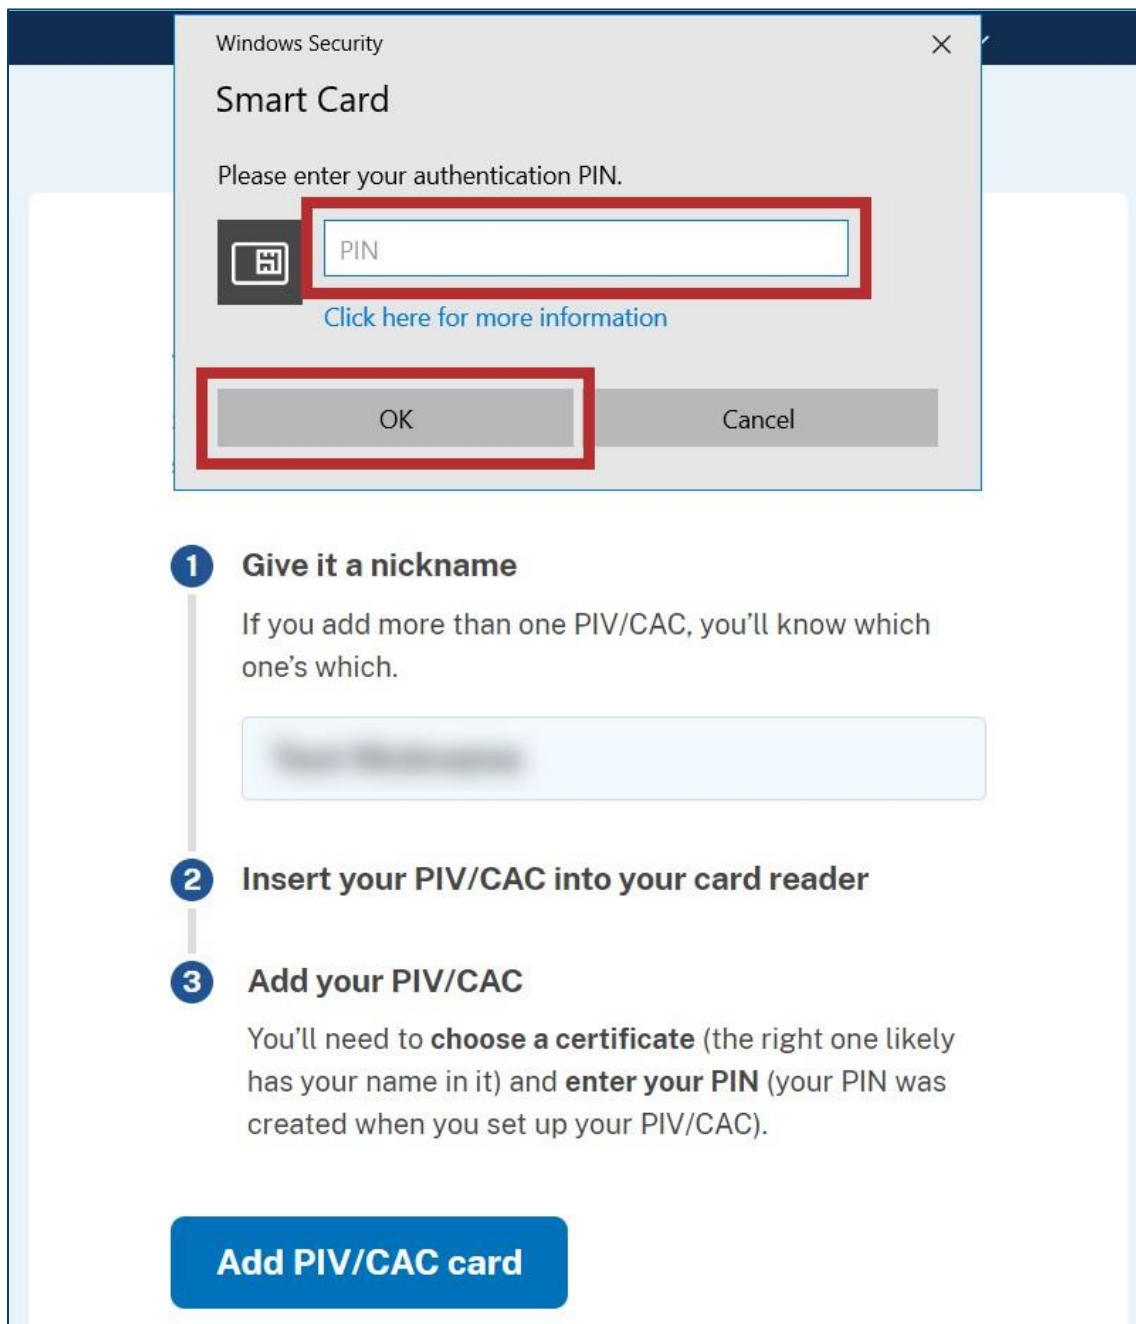 Windows Security
Smart Card
Please enter your authentication PIN.
PIN
Click here for more information
OK
Cancel
1
Give it a nickname
If you add more than one PIV/CAC, you’ll know which
one’s which.
2
Insert your PIV/CAC into your card reader
3
Add your PIV/CAC
You’ll need to choose a certificate (the right one likely
has your name in it) and enter your PIN (your PIN was
created when you set up your PIV/CAC).
Add PIV/CAC card